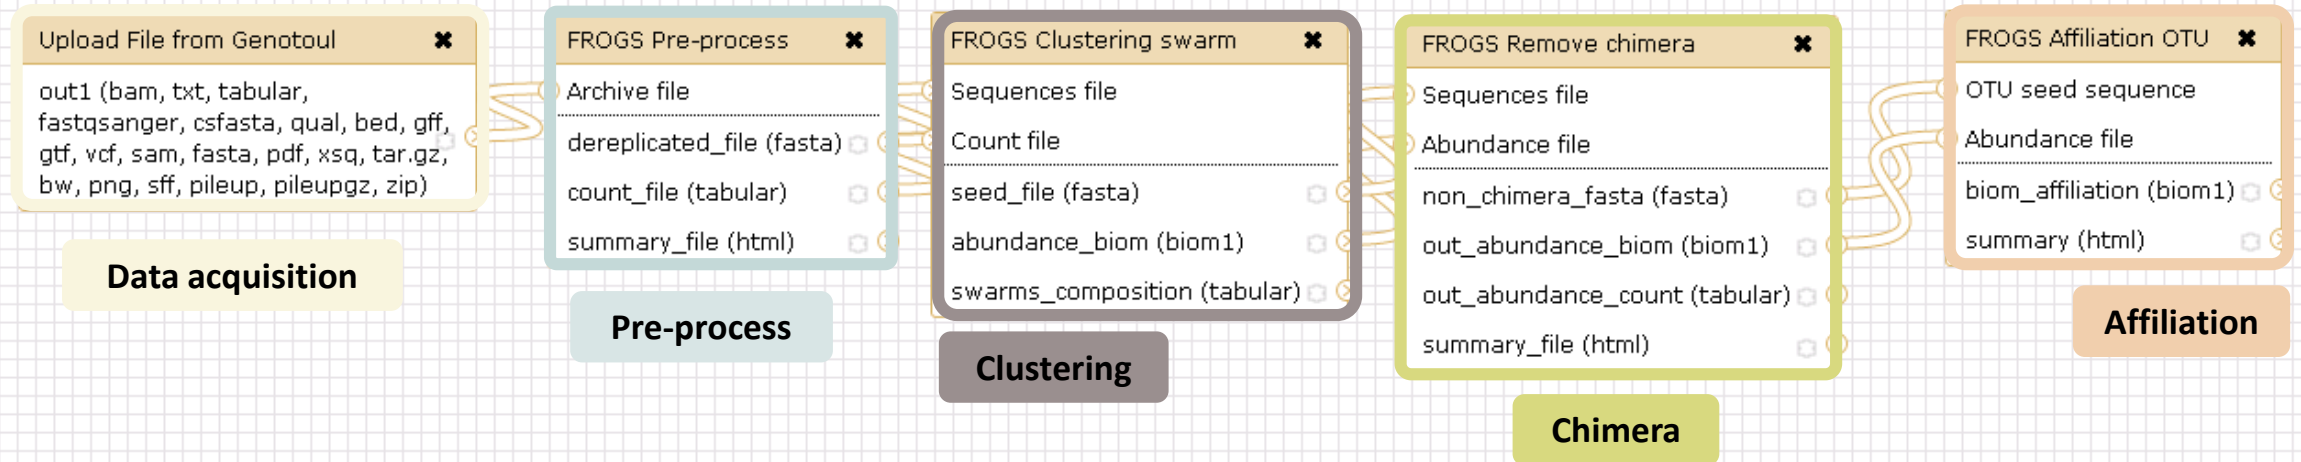 Upload File from Genotoul
out1 (bam, txt, tabular,
fastqsanger, csfasta, qual, bed, gff,
gtf, vcf, sam, fasta, pdf, xsq, tar.gz,
bw, png, sff, pileup, pileupgz, zip)
Data acquisition
FROGS Pre-process
Archive file
dereplicated_file (fasta)
count_file (tabular)
summary_file (html)
Pre-process
FROGS Clustering swarm
Sequences file
Count file
seed_file (fasta)
abundance_biom (biom1)
swarms_composition (tabular)
Clustering
FROGS Remove chimera
Sequences file
Abundance file
non_chimera_fasta (fasta)
out_abundance_biom (biom1)
out_abundance_count (tabular)
summary_file (html)
Chimera
FROGS Affiliation OTU
OTU seed sequence
Abundance file
biom_affiliation (biom1)
summary (html)
Affiliation